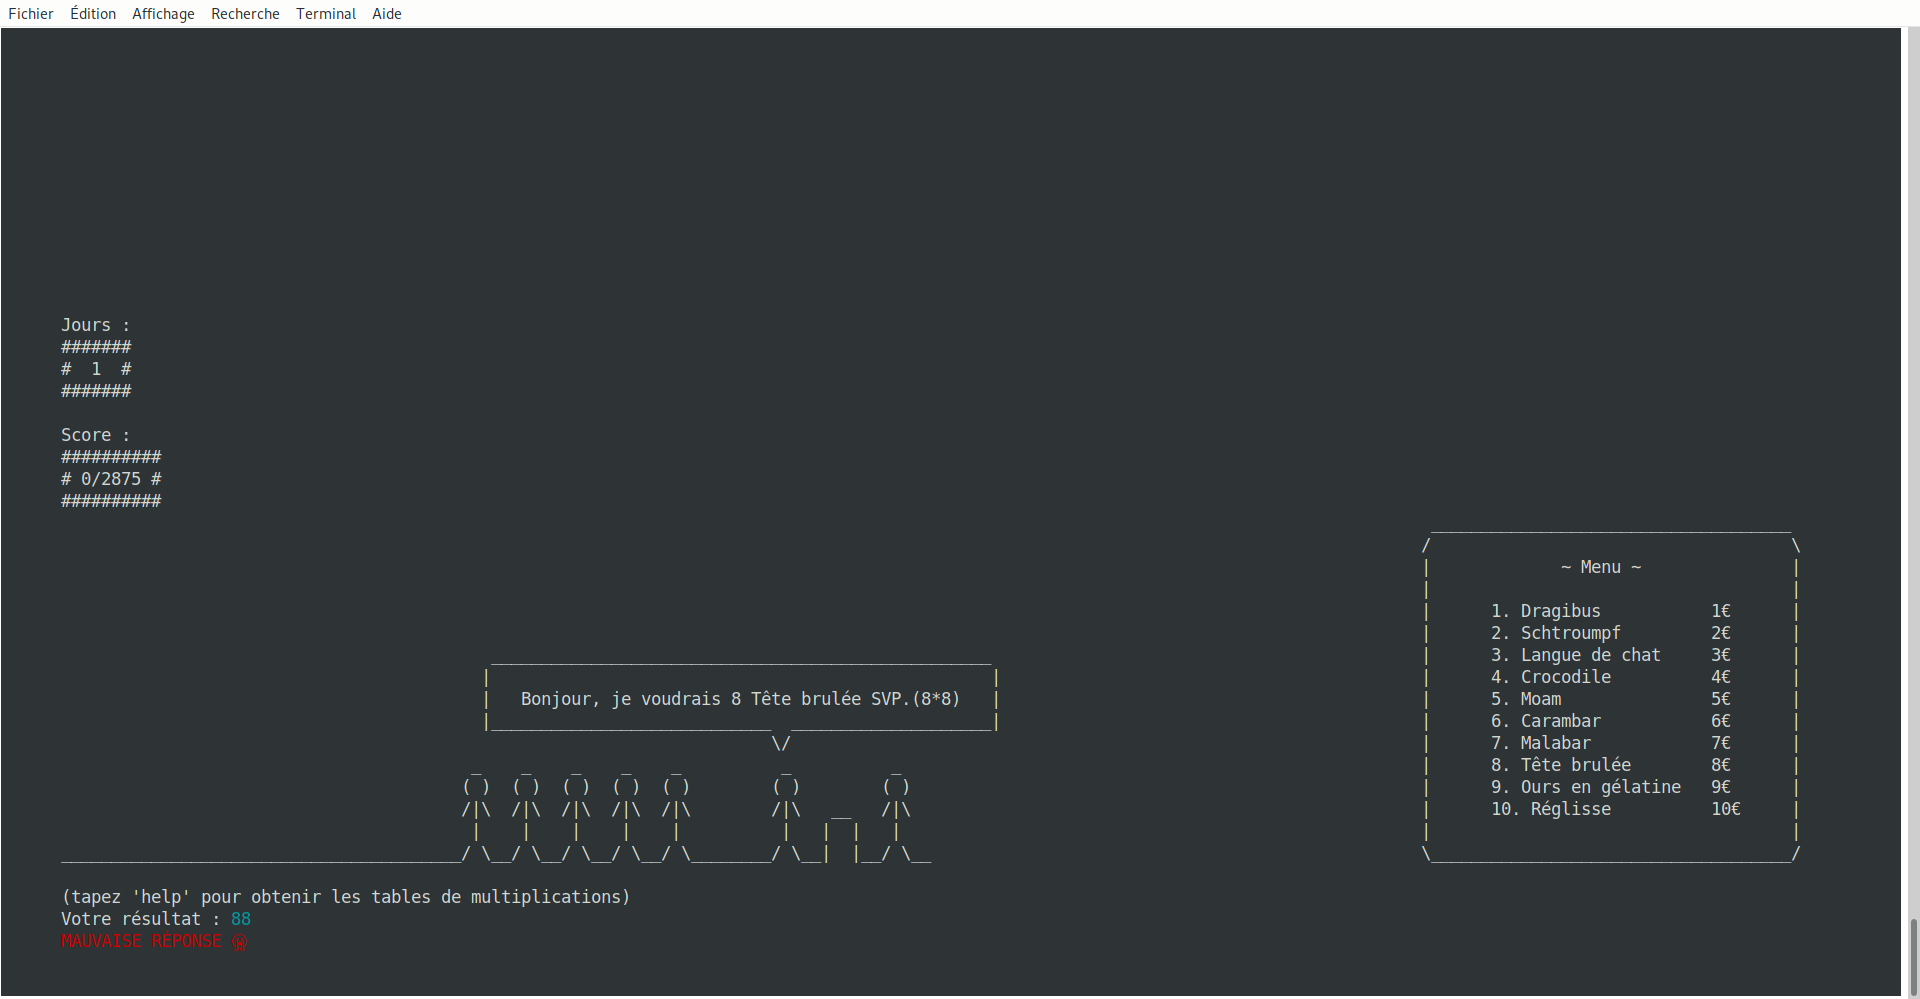 Fichier Édition Affichage Recherche Terminal Aide
Jours :
#######
# 1 #
#######
Score :
##########
# 0/2875 #
##########
~ Menu ~
1. Dragibus 1€
2. Schtroumpf 2€
3. Langue de chat 3€
4. Crocodile 4€
5. Moam 5€
6. Carambar 6€
7. Malabar 7€
8. Tête brulée 8€
9. Ours en gélatine 9€
10. Réglisse 10€
Bonjour, je voudrais 8 Tête brulée SVP.(8*8)
(tapez 'help' pour obtenir les tables de multiplications)
Votre résultat : 88
MAUVAISE RÉPONSE 😱